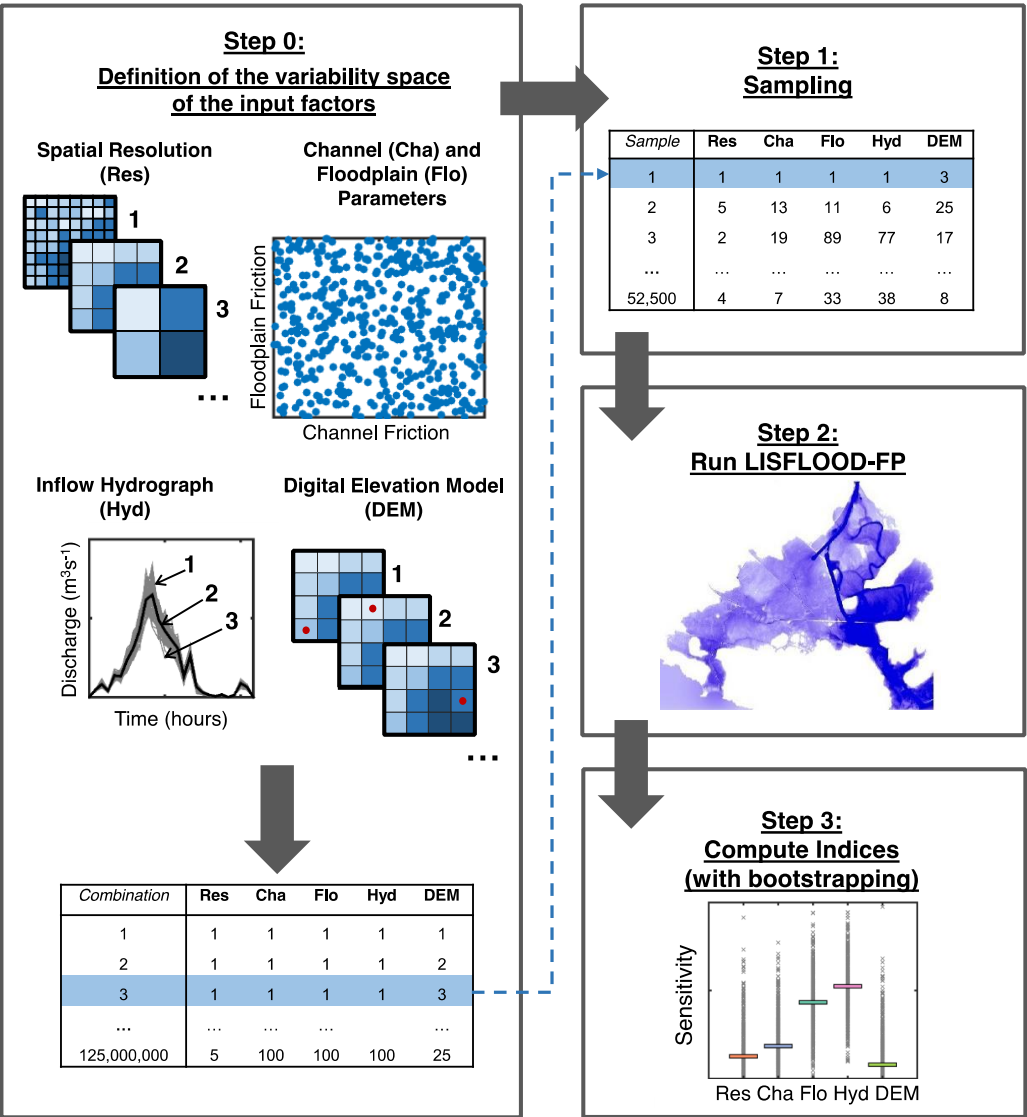 Step 0:
Definition of the variability space
of the input factors
Spatial Resolution
(Res)
1
2
3
...
Channel (Cha) and
Floodplain (Flo)
Parameters
Floodplain Friction
Channel Friction
Inflow Hydrograph
(Hyd)
Discharge (m³s⁻¹)
1
2
3
Time (hours)
Digital Elevation Model
(DEM)
1
2
3
...
Combination Res Cha Flo Hyd DEM
1 1 1 1 1 1
2 1 1 1 1 2
3 1 1 1 1 3
... ... ... ... ...
125,000,000 5 100 100 100 25
Step 1:
Sampling
Sample Res Cha Flo Hyd DEM
1 1 1 1 1 3
2 5 13 11 6 25
3 2 19 89 77 17
... ... ... ... ... ...
52,500 4 7 33 38 8
Step 2:
Run LISFLOOD-FP
Step 3:
Compute Indices
(with bootstrapping)
Sensitivity
Res Cha Flo Hyd DEM